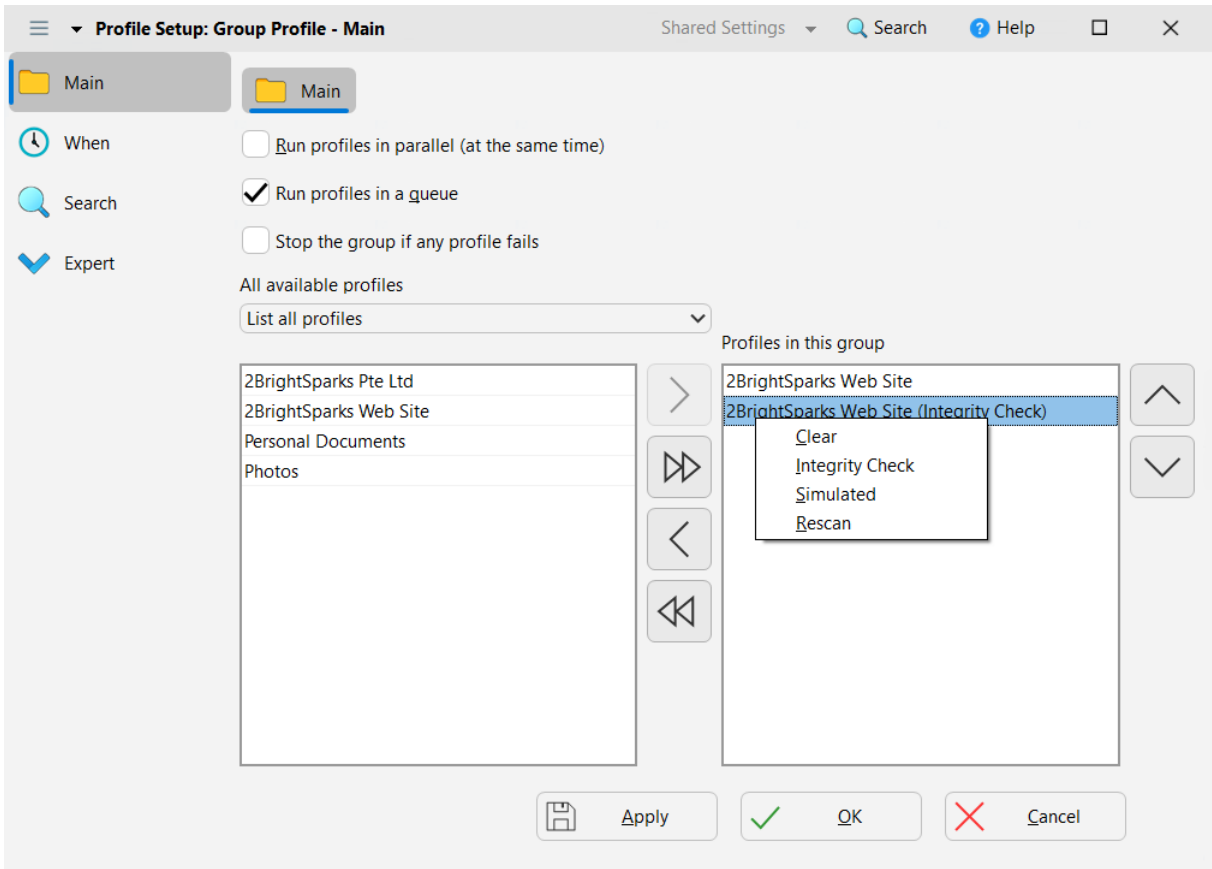 Profile Setup: Group Profile - Main
Shared Settings
Search
Help
Main
When
Search
Expert
Main
Run profiles in parallel (at the same time)
Run profiles in a queue
Stop the group if any profile fails
All available profiles
List all profiles
2BrightSparks Pte Ltd
2BrightSparks Web Site
Personal Documents
Photos
Profiles in this group
2BrightSparks Web Site
2BrightSparks Web Site (Integrity Check)
Clear
Integrity Check
Simulated
Rescan
Apply
OK
Cancel